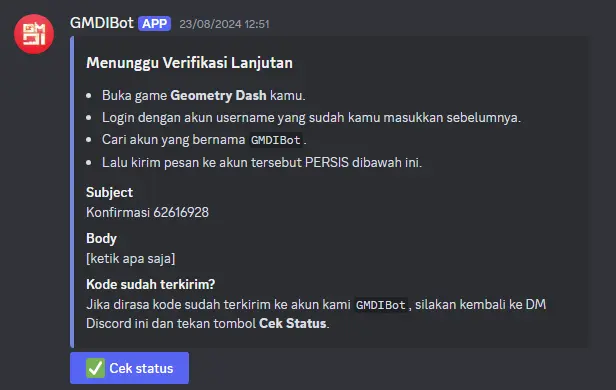 GMDI
GMDIBot APP 23/08/2024 12:51
Menunggu Verifikasi Lanjutan
• Buka game Geometry Dash kamu.
• Login dengan akun username yang sudah kamu masukkan sebelumnya.
• Cari akun yang bernama GMDIBot.
• Lalu kirim pesan ke akun tersebut PERSIS dibawah ini.
Subject
Konfirmasi 62616928
Body
[ketik apa saja]
Kode sudah terkirim?
Jika dirasa kode sudah terkirim ke akun kami GMDIBot, silakan kembali ke DM
Discord ini dan tekan tombol Cek Status.
✅ Cek status